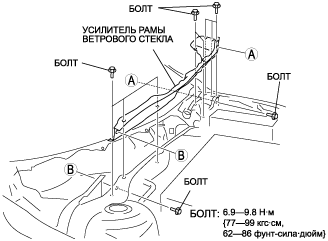 БОЛТ
УСИЛИТЕЛЬ РАМЫ
ВЕТРОВОГО СТЕКЛА
A
БОЛТ
A
БОЛТ
B
B
БОЛТ
БОЛТ: 6.9—9.8 Н·м
{77—99 кгс·см,
62—86 фунт-сила·дюйм}